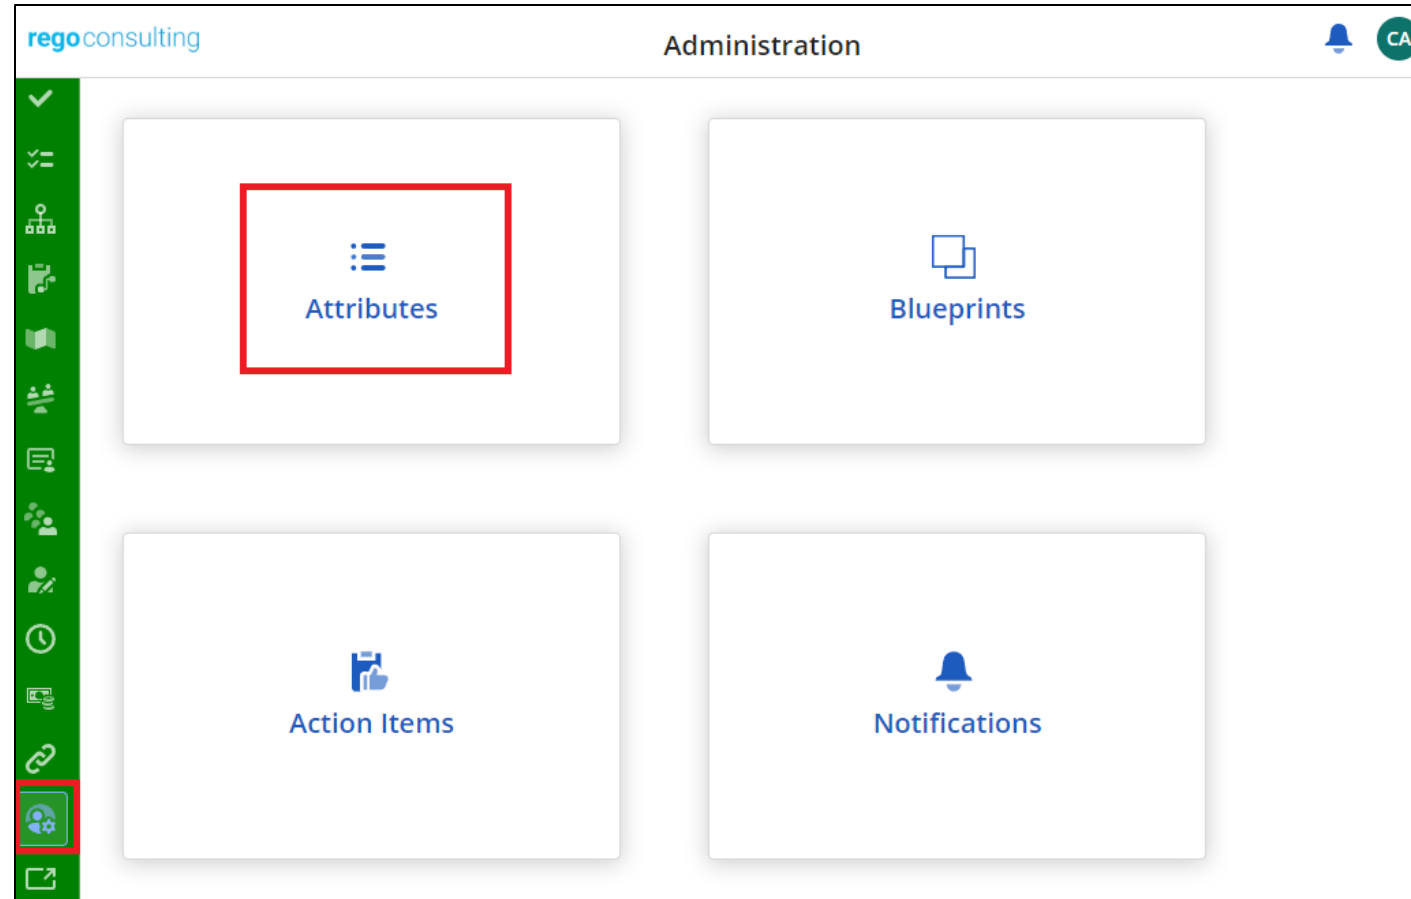 regoconsulting
Administration
CA
Attributes
Blueprints
Action Items
Notifications